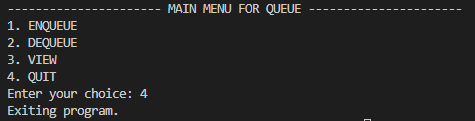 ---------------------- MAIN MENU FOR QUEUE ----------------------
1. ENQUEUE
2. DEQUEUE
3. VIEW
4. QUIT
Enter your choice: 4
Exiting program.